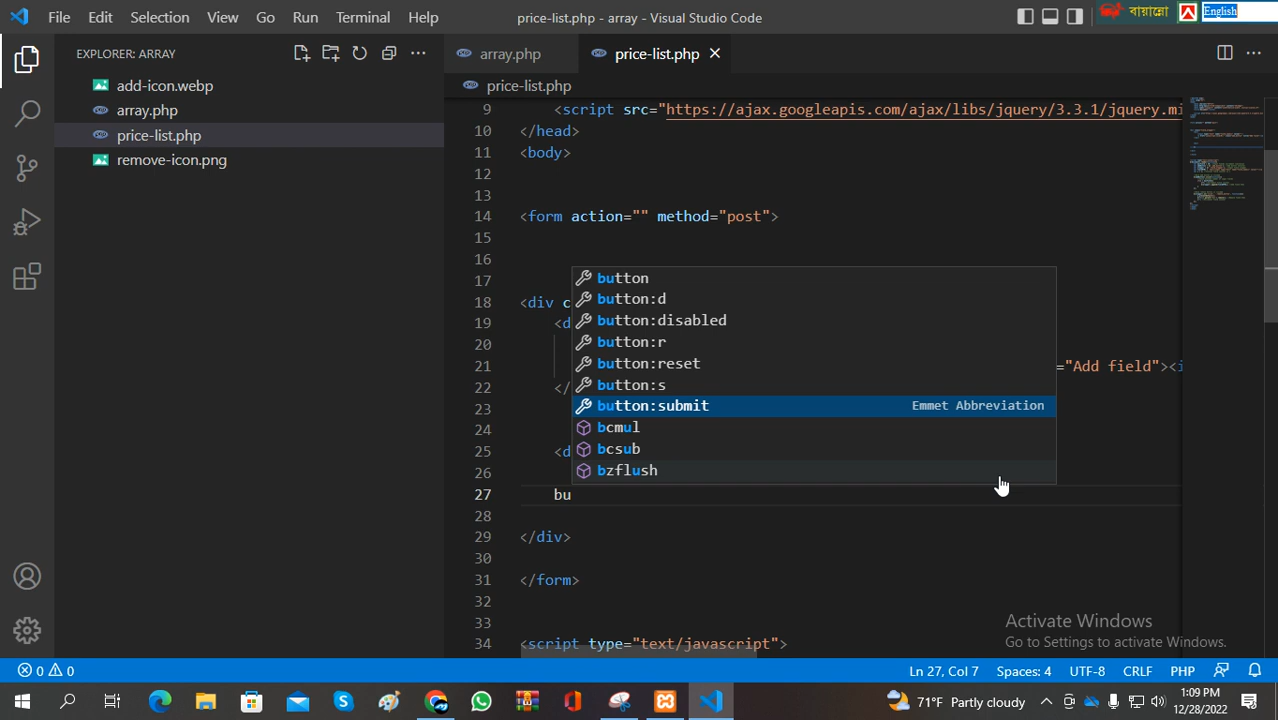 File Edit Selection View Go Run Terminal Help price-list.php - array - Visual Studio Code বায়ান্নো English
EXPLORER: ARRAY
add-icon.webp
array.php
price-list.php
remove-icon.png
array.php price-list.php
price-list.php
9 <script src="https://ajax.googleapis.com/ajax/libs/jquery/3.3.1/jquery.mi
10 </head>
11 <body>
12
13
14 <form action="" method="post">
15
16
17
18 <div c
19 <d
20
21 ="Add field"><i
22 </
23
24
25 <d
26
27 bu
28
29 </div>
30
31 </form>
32
33
34 <script type="text/javascript">
button
button:d
button:disabled
button:r
button:reset
button:s
button:submit Emmet Abbreviation
bcmul
bcsub
bzflush
Activate Windows
Go to Settings to activate Windows.
0 0 Ln 27, Col 7 Spaces: 4 UTF-8 CRLF PHP
71°F Partly cloudy 1:09 PM
12/28/2022